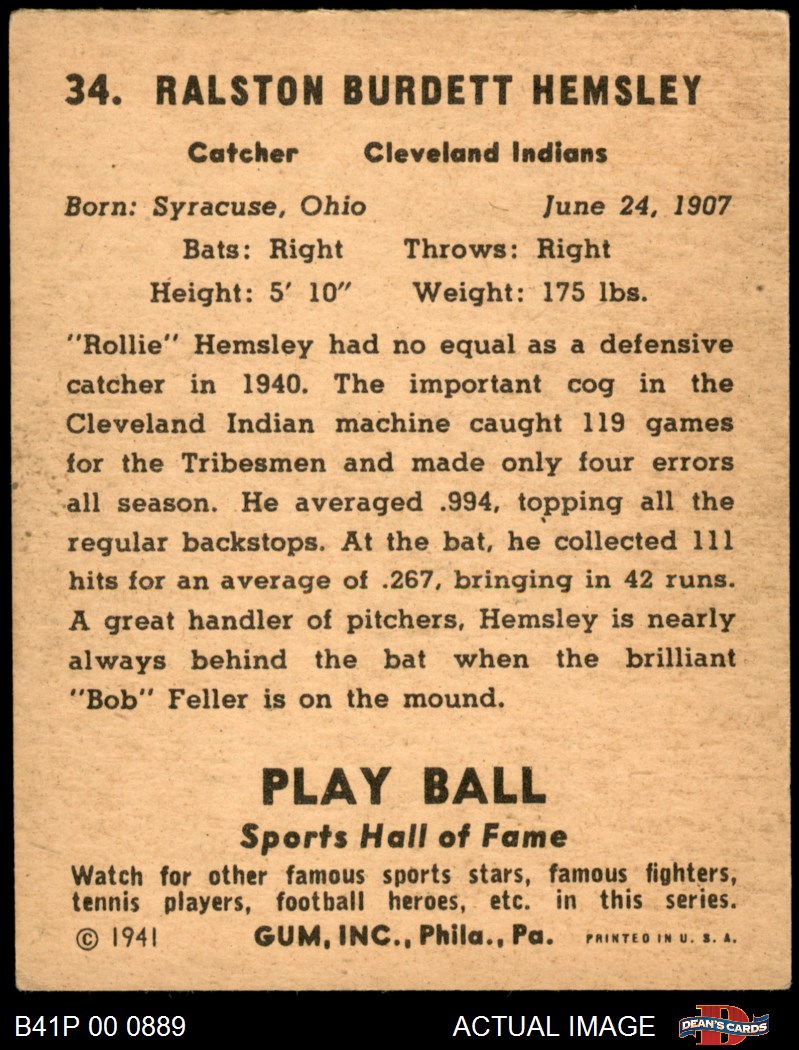 34. RALSTON BURDETT HEMSLEY
Catcher Cleveland Indians
Born: Syracuse, Ohio June 24, 1907
Bats: Right Throws: Right
Height: 5' 10" Weight: 175 lbs.
"Rollie" Hemsley had no equal as a defensive
catcher in 1940. The important cog in the
Cleveland Indian machine caught 119 games
for the Tribesmen and made only four errors
all season. He averaged .994, topping all the
regular backstops. At the bat, he collected 111
hits for an average of .267, bringing in 42 runs.
A great handler of pitchers, Hemsley is nearly
always behind the bat when the brilliant
"Bob" Feller is on the mound.
PLAY BALL
Sports Hall of Fame
Watch for other famous sports stars, famous fighters,
tennis players, football heroes, etc. in this series.
© 1941 GUM, INC., Phila., Pa. PRINTED IN U. S. A.
B41P 00 0889 ACTUAL IMAGE D DEAN'S CARDS